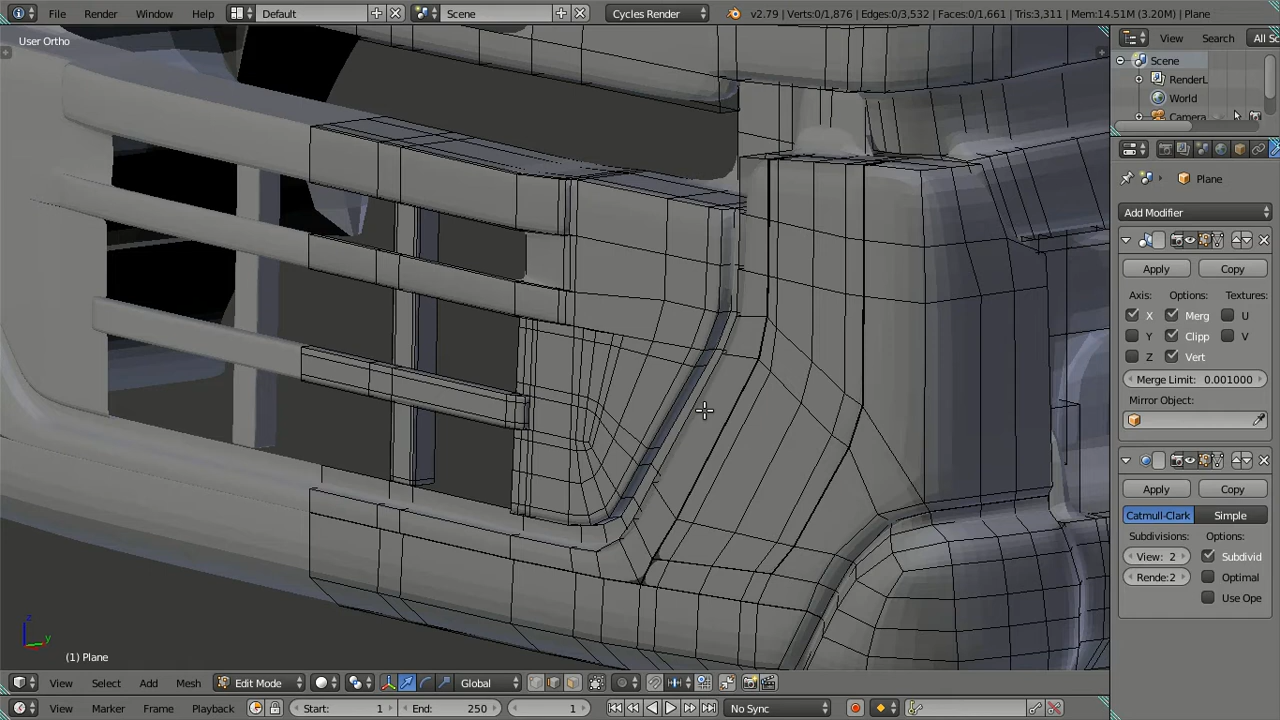 File Render Window Help Default Scene Cycles Render v2.79 | Verts:0/1,876 | Edges:0/3,532 | Faces:0/1,661 | Tris:3,311 | Mem:14.51M (3.20M) | Plane
User Ortho
View Search All Sc
Scene
RenderL
World
Camera
Plane
Add Modifier
Apply Copy
Axis: Options: Textures:
X Merg U
Y Clipp V
Z Vert
Merge Limit: 0.001000
Mirror Object:
Apply Copy
Catmull-Clark Simple
Subdivisions: Options:
View: 2 Subdivid
Rende:2 Optimal
Use Ope
z
y
(1) Plane
View Select Add Mesh Edit Mode Global
View Marker Frame Playback Start: 1 End: 250 1 No Sync